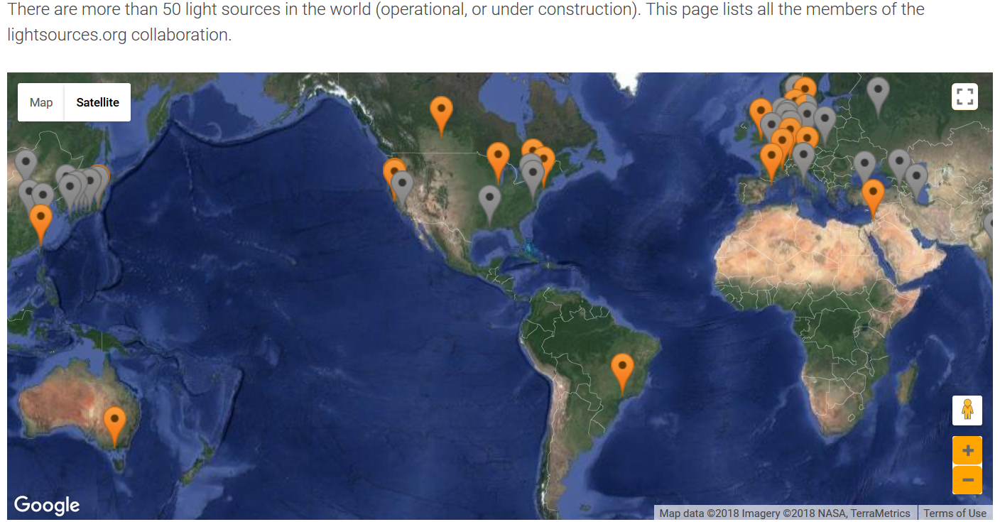 There are more than 50 light sources in the world (operational, or under construction). This page lists all the members of the
lightsources.org collaboration.
Map Satellite
Google
Map data ©2018 Imagery ©2018 NASA, TerraMetrics Terms of Use